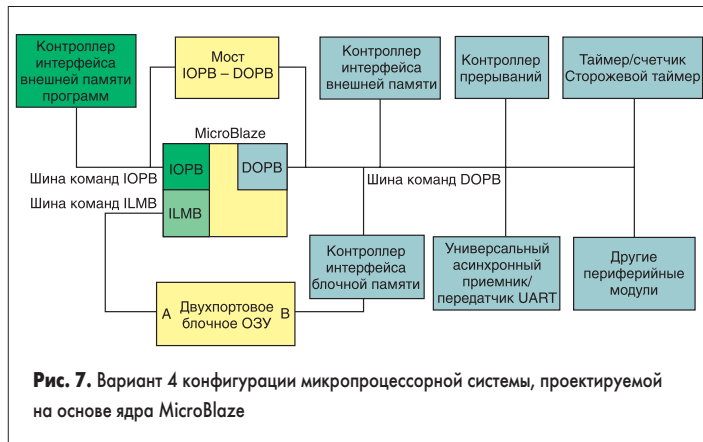 Контроллер
интерфейса
внешней памяти
программ
Мост
IOPB – DOPB
Контроллер
интерфейса
внешней памяти
Контроллер
прерываний
Таймер/счетчик
Сторожевой таймер
MicroBlaze
IOPB
DOPB
ILMB
Шина команд IOPB
Шина команд ILMB
Шина команд DOPB
Контроллер
интерфейса
блочной памяти
Универсальный
асинхронный
приемник/
передатчик UART
Другие
периферийные
модули
A Двухпортовое B
блочное ОЗУ
Рис. 7. Вариант 4 конфигурации микропроцессорной системы, проектируемой
на основе ядра MicroBlaze